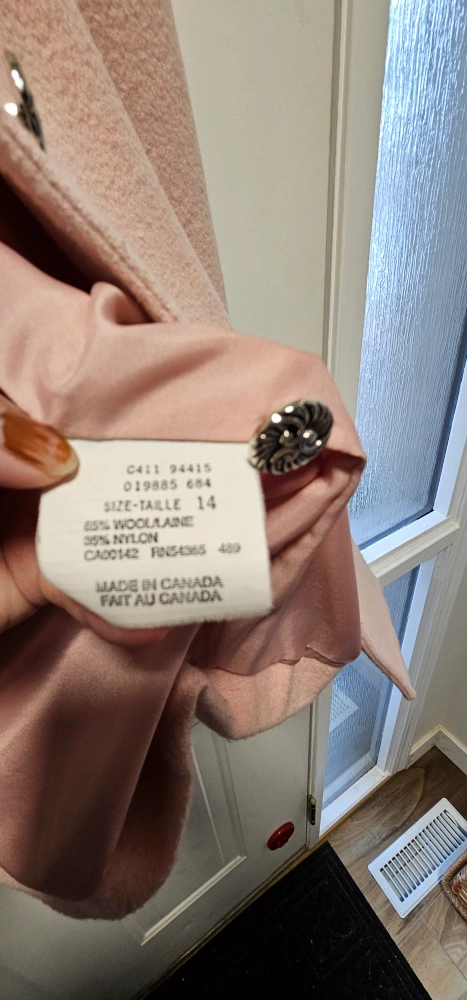 C411 94415
019885 684
SIZE-TAILLE 14
65% WOOL/LAINE
35% NYLON
CA00142 RN54365 489
MADE IN CANADA
FAIT AU CANADA